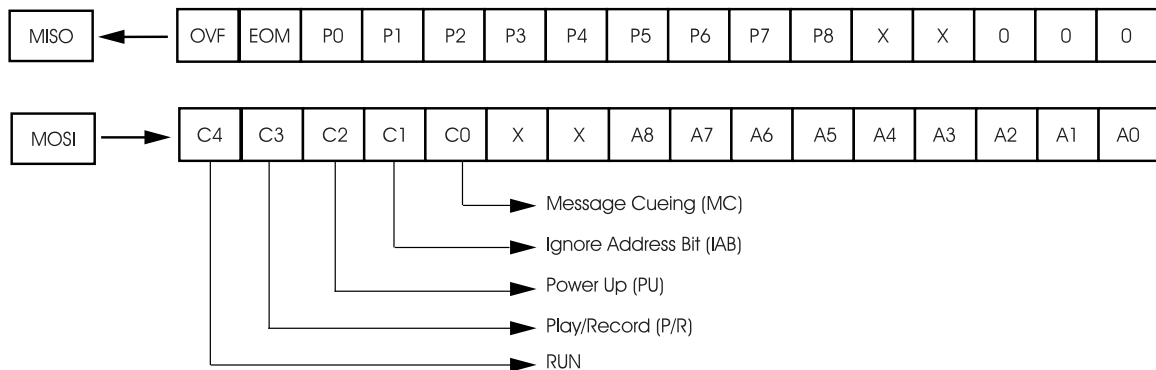 MISO OVF EOM P0 P1 P2 P3 P4 P5 P6 P7 P8 X X 0 0 0
MOSI C4 C3 C2 C1 C0 X X A8 A7 A6 A5 A4 A3 A2 A1 A0
Message Cueing (MC)
Ignore Address Bit (IAB)
Power Up (PU)
Play/Record (P/R)
RUN